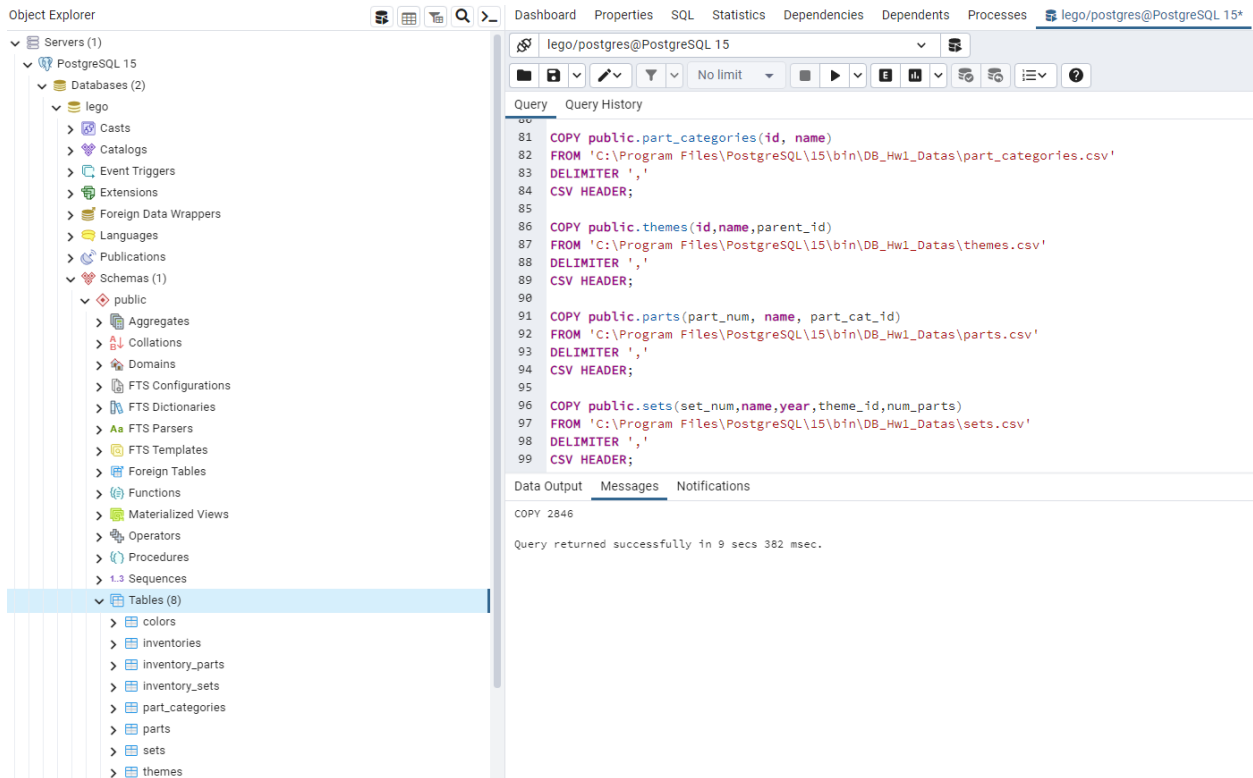 Object Explorer
Servers (1)
PostgreSQL 15
Databases (2)
lego
Casts
Catalogs
Event Triggers
Extensions
Foreign Data Wrappers
Languages
Publications
Schemas (1)
public
Aggregates
Collations
Domains
FTS Configurations
FTS Dictionaries
Aa FTS Parsers
FTS Templates
Foreign Tables
Functions
Materialized Views
Operators
Procedures
1..3 Sequences
Tables (8)
colors
inventories
inventory_parts
inventory_sets
part_categories
parts
sets
themes
Dashboard Properties SQL Statistics Dependencies Dependents Processes lego/postgres@PostgreSQL 15*
lego/postgres@PostgreSQL 15
No limit
Query Query History
80
81 COPY public.part_categories(id, name)
82 FROM 'C:\Program Files\PostgreSQL\15\bin\DB_Hw1_Datas\part_categories.csv'
83 DELIMITER ','
84 CSV HEADER;
85
86 COPY public.themes(id,name,parent_id)
87 FROM 'C:\Program Files\PostgreSQL\15\bin\DB_Hw1_Datas\themes.csv'
88 DELIMITER ','
89 CSV HEADER;
90
91 COPY public.parts(part_num, name, part_cat_id)
92 FROM 'C:\Program Files\PostgreSQL\15\bin\DB_Hw1_Datas\parts.csv'
93 DELIMITER ','
94 CSV HEADER;
95
96 COPY public.sets(set_num,name,year,theme_id,num_parts)
97 FROM 'C:\Program Files\PostgreSQL\15\bin\DB_Hw1_Datas\sets.csv'
98 DELIMITER ','
99 CSV HEADER;
Data Output Messages Notifications
COPY 2846
Query returned successfully in 9 secs 382 msec.